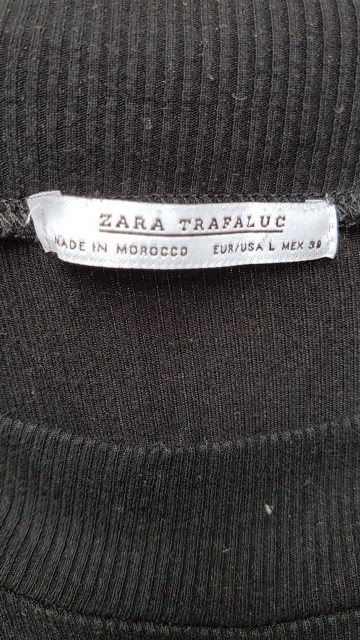 ZARA TRAFALUC
MADE IN MOROCCO EUR/USA L MEX 30